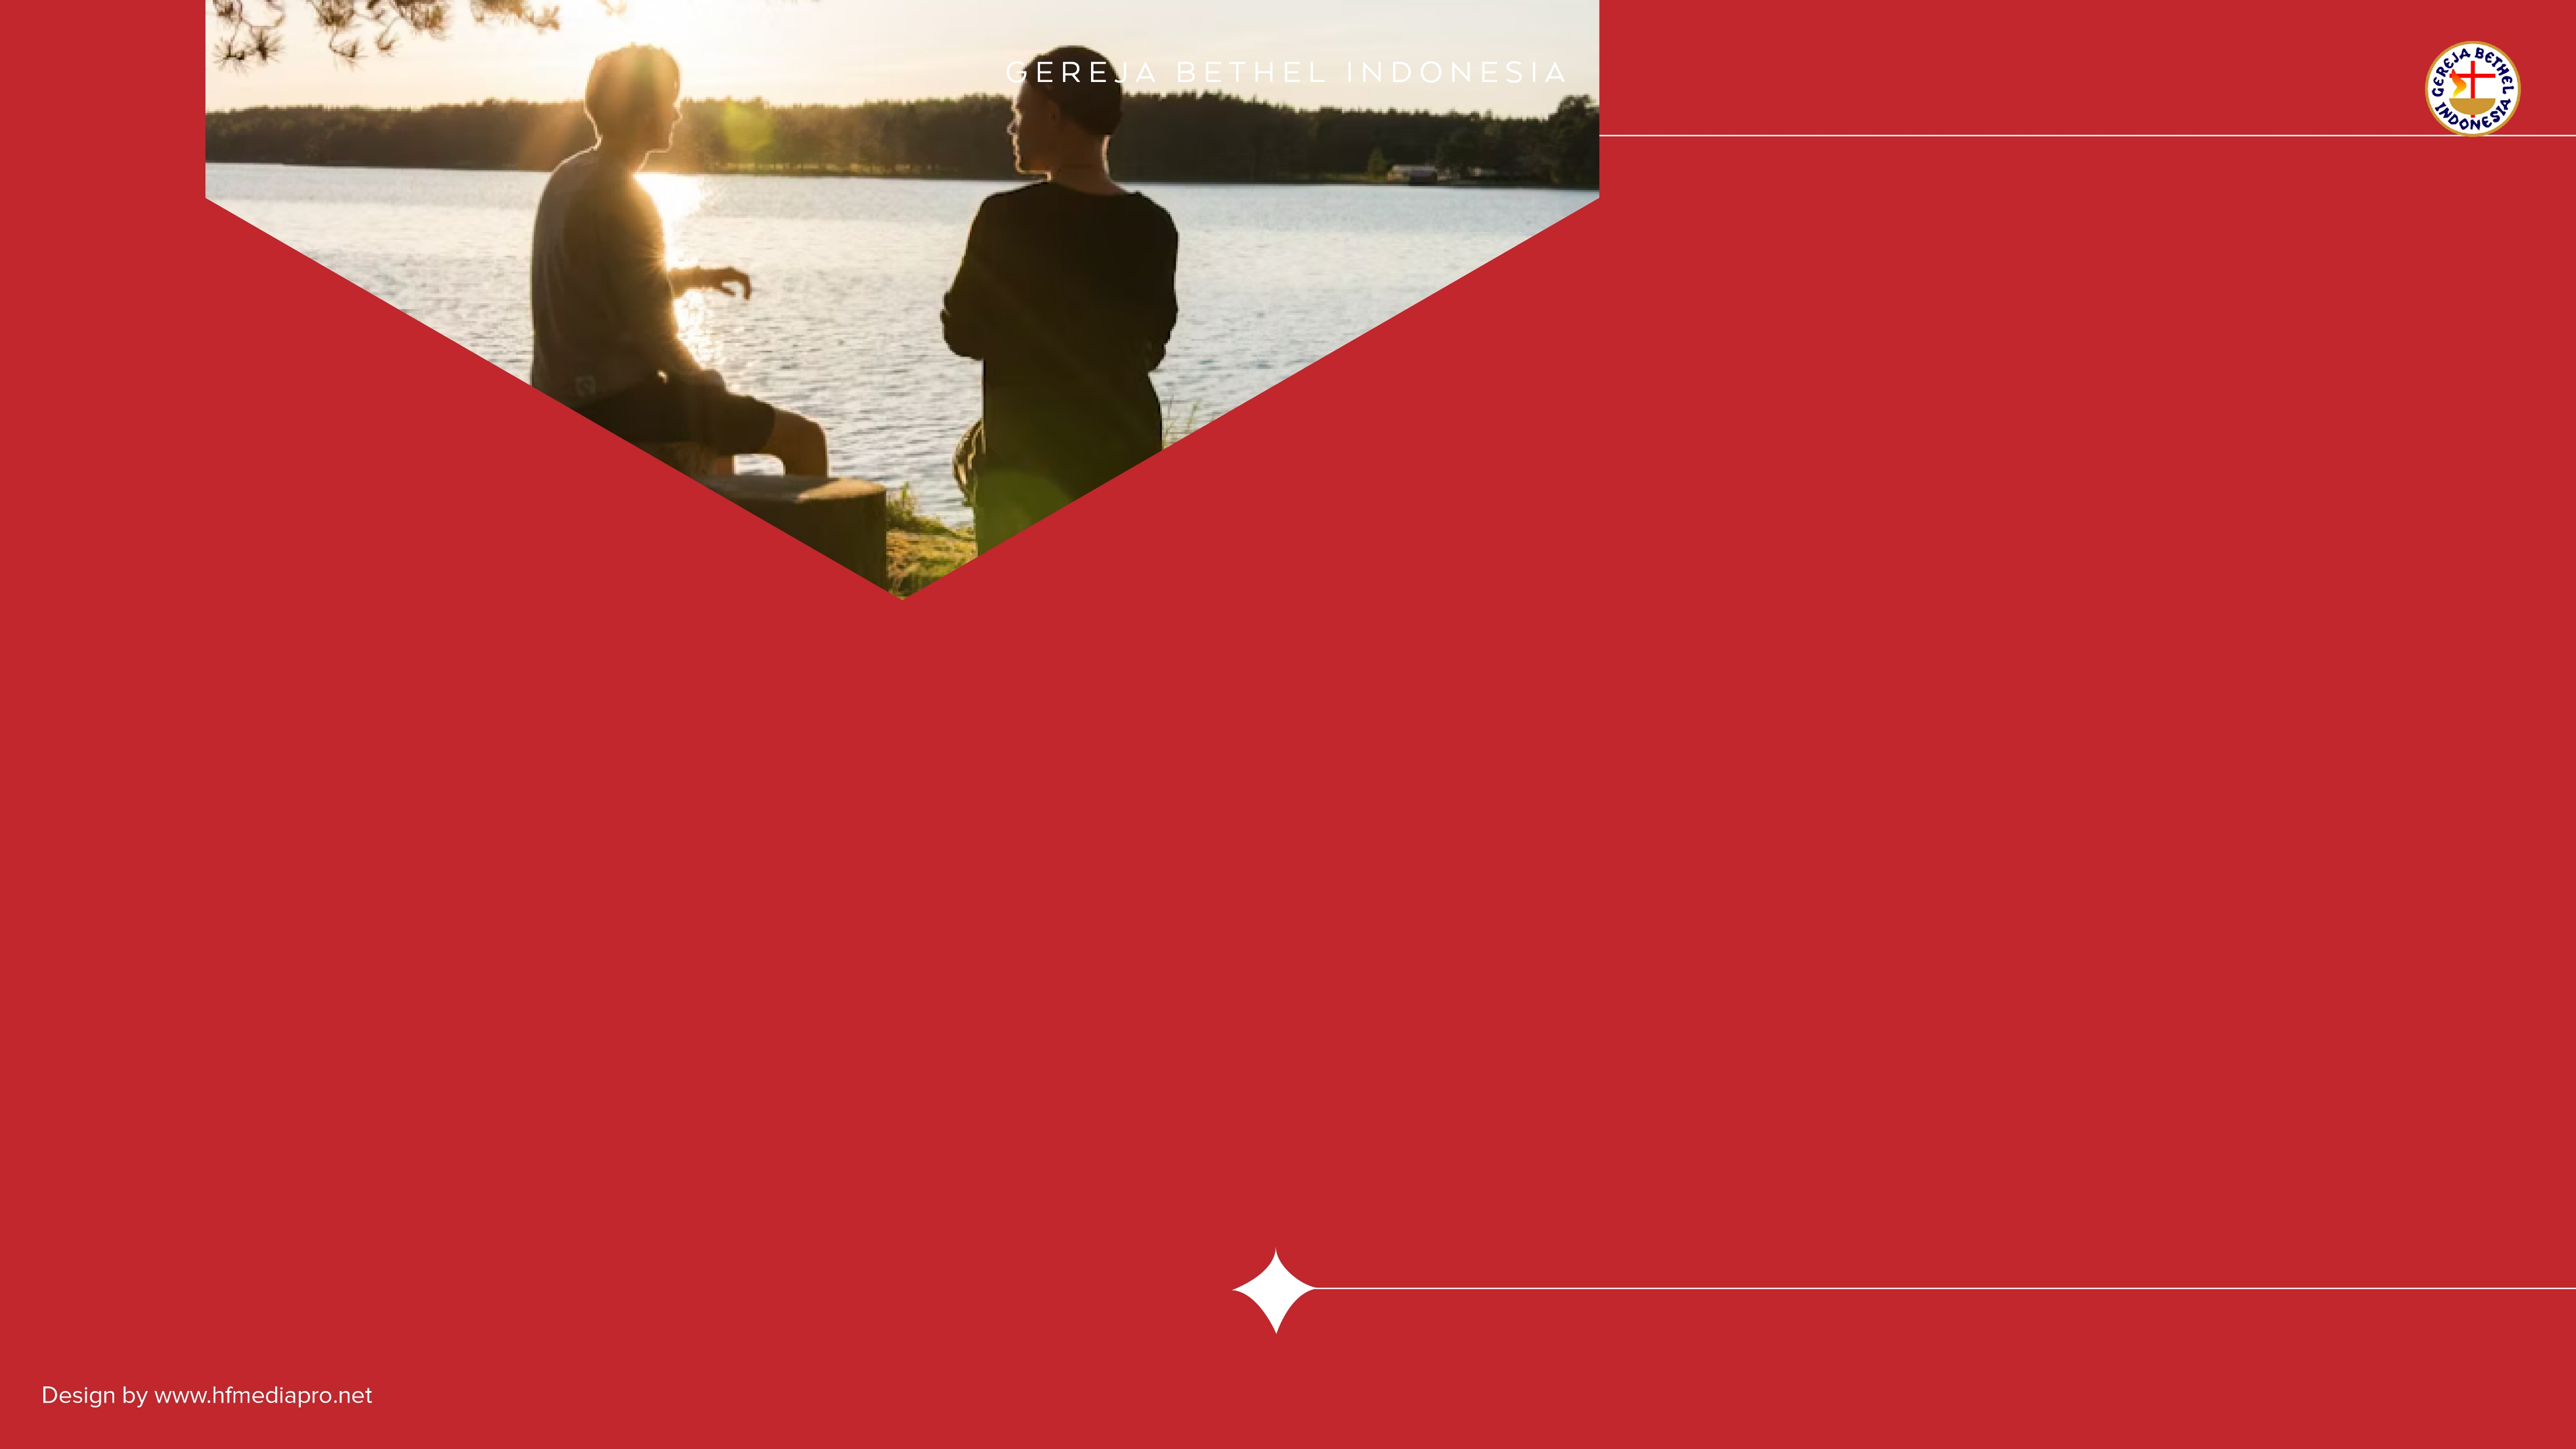 GEREJA BETHEL INDONESIA
GEREJA BETHEL
INDONESIA
Design by www.hfmediapro.net